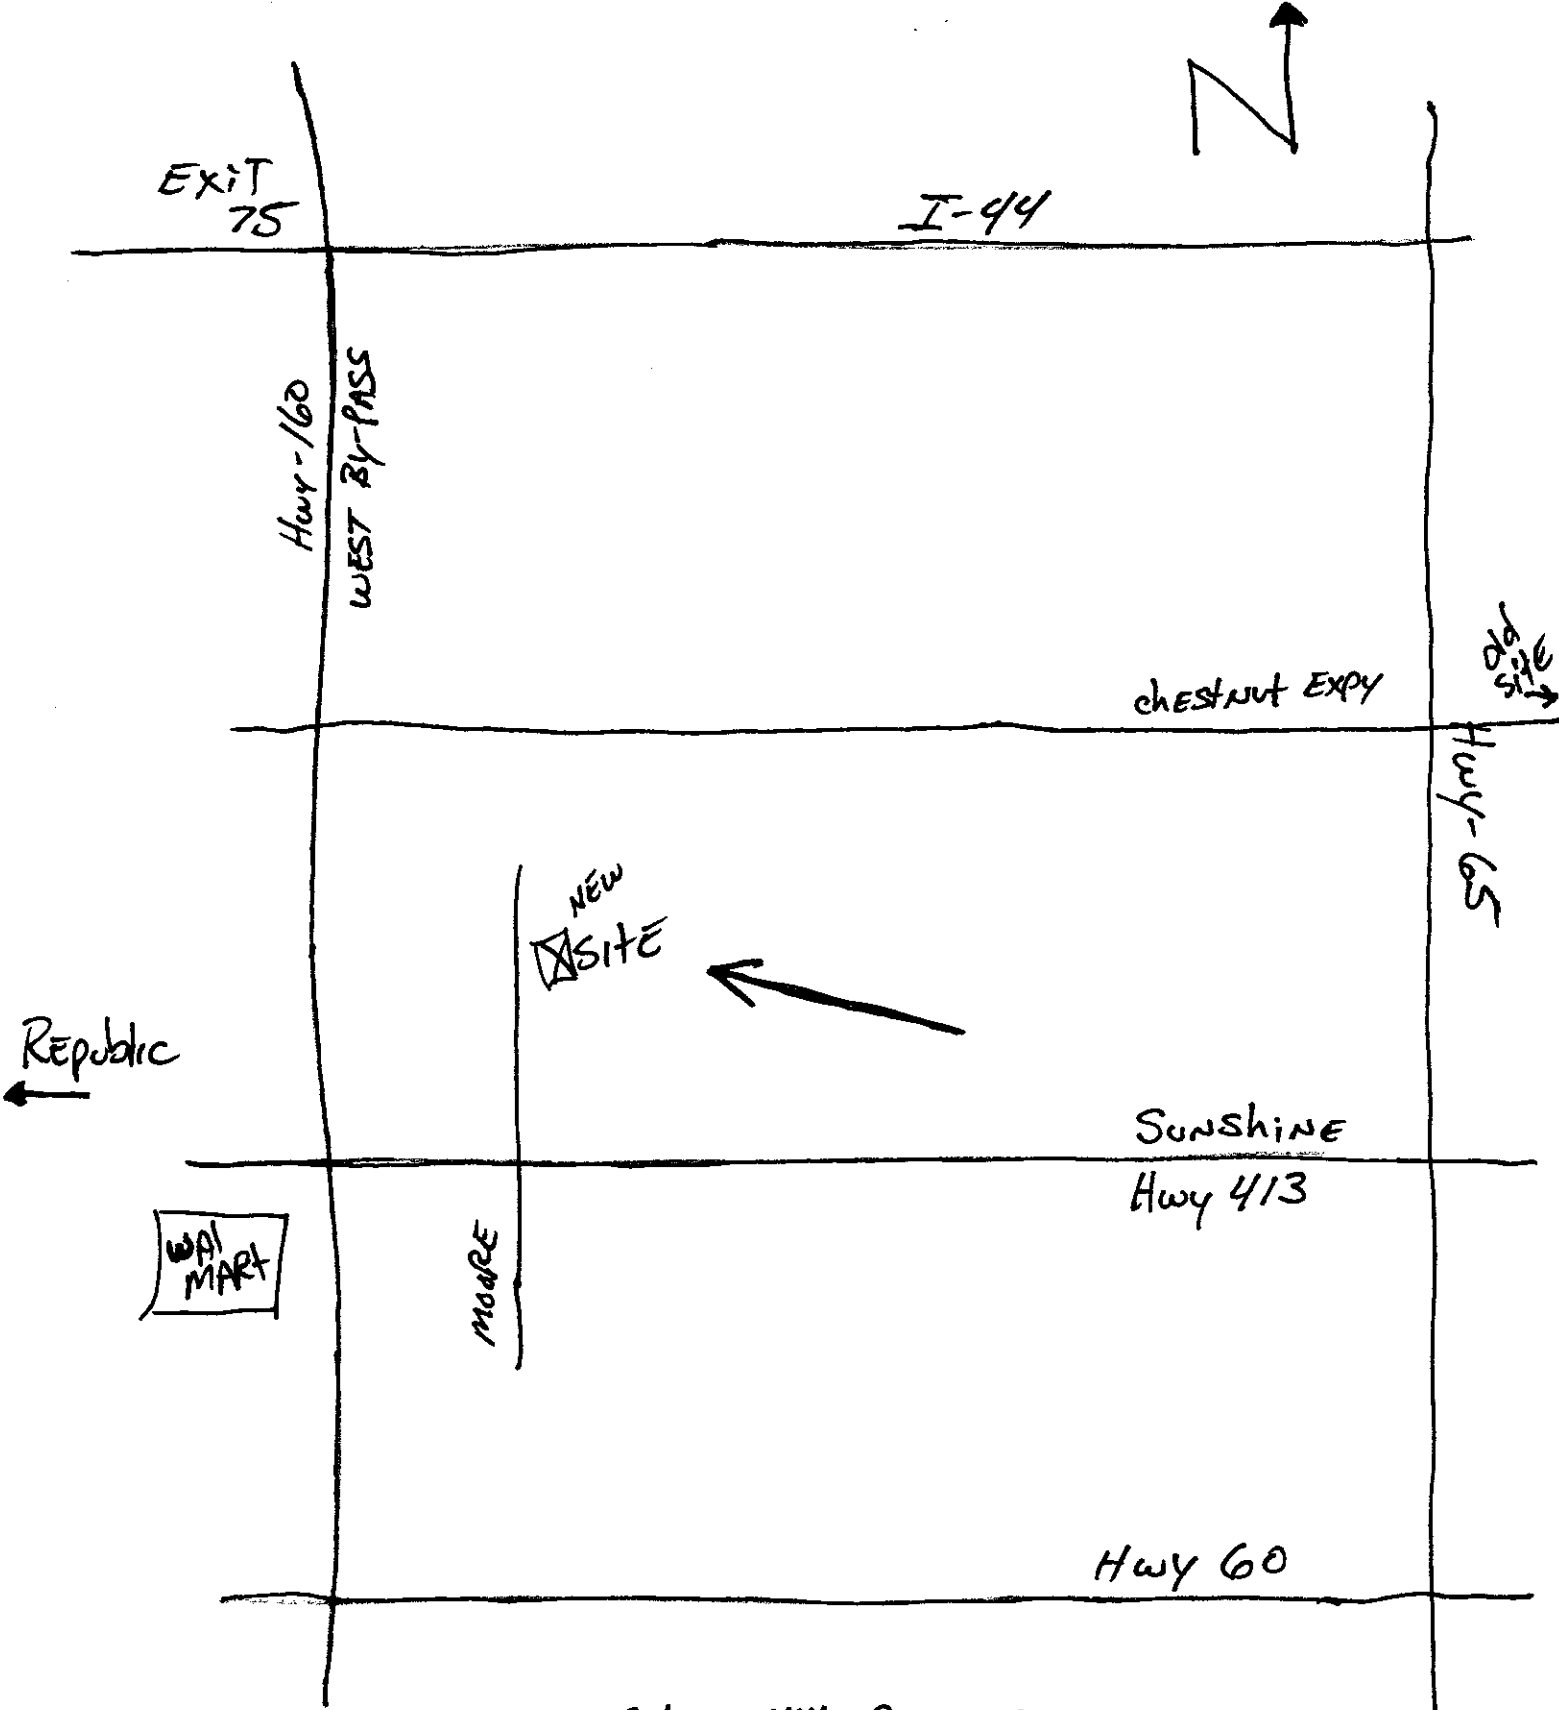 N
ExiT
75
I-44
Hwy-160
WEST By-PASS
old
sitE
chEstNut Expy
Hwy-65
NEW
SitE
REpublic
SuNShiNE
Hwy 413
WAl
MARt
MOORE
Hwy 60